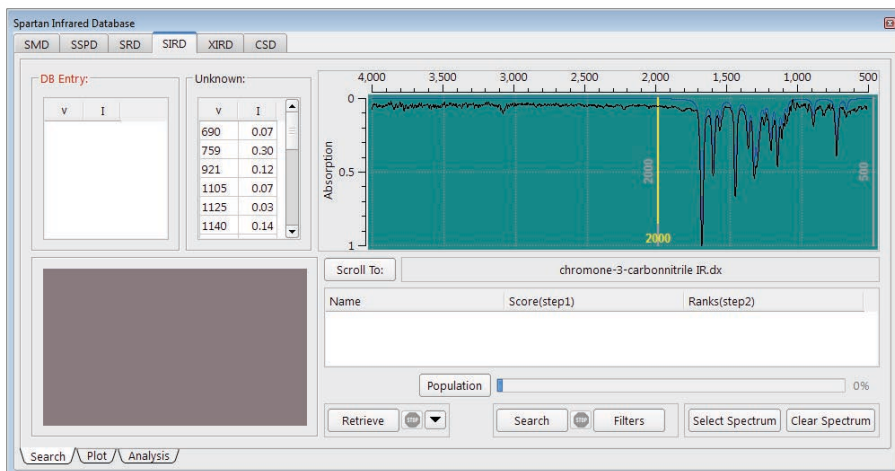 Spartan Infrared Database
SMD SSPD SRD SIRD XIRD CSD
DB Entry:
v I
Unknown:
v I
690 0.07
759 0.30
921 0.12
1105 0.07
1125 0.03
1140 0.14
4,000 3,500 3,000 2,500 2,000 1,500 1,000 500
Absorption
0
0.5
1
2000
500
2000
Scroll To: chromone-3-carbonnitrile IR.dx
Name Score(step1) Ranks(step2)
Population 0%
Retrieve STOP Search STOP Filters Select Spectrum Clear Spectrum
Search Plot Analysis